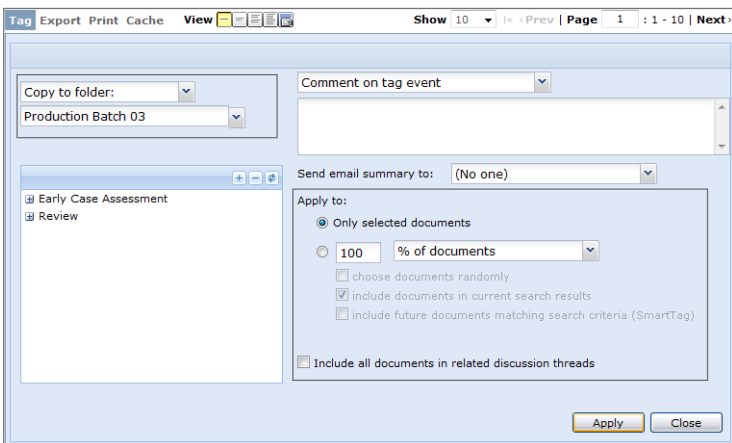 Tag Export Print Cache View Show 10 Prev | Page 1 : 1 - 10 | Next
Copy to folder:
Production Batch 03
Comment on tag event
Send email summary to: (No one)
Early Case Assessment
Review
Apply to:
Only selected documents
100 % of documents
choose documents randomly
include documents in current search results
include future documents matching search criteria (SmartTag)
Include all documents in related discussion threads
Apply Close